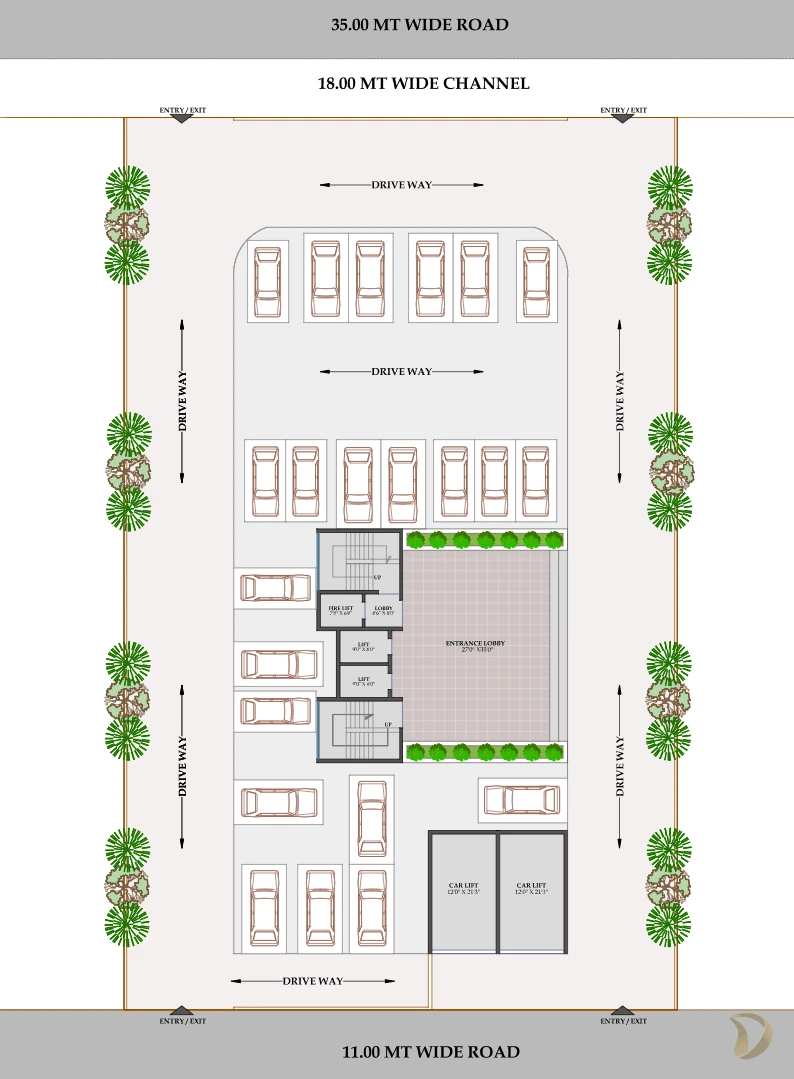 35.00 MT WIDE ROAD
18.00 MT WIDE CHANNEL
ENTRY / EXIT
ENTRY / EXIT
DRIVE WAY
DRIVE WAY
DRIVE WAY
DRIVE WAY
UP
FIRE LIFT
LOBBY
ENTRANCE LOBBY
LIFT
LIFT
UP
DRIVE WAY
DRIVE WAY
CAR LIFT
CAR LIFT
DRIVE WAY
ENTRY / EXIT
ENTRY / EXIT
11.00 MT WIDE ROAD